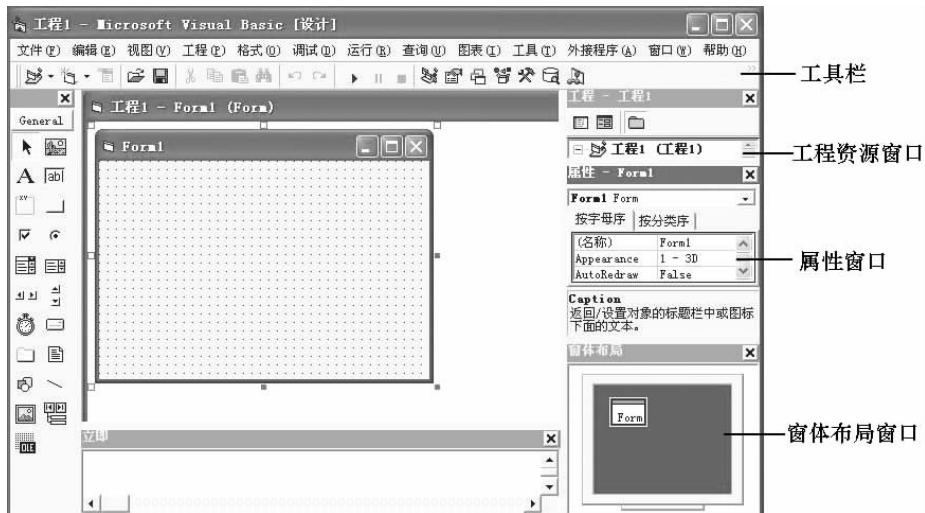 工程1 - Microsoft Visual Basic [设计]
文件(F) 编辑(E) 视图(V) 工程(P) 格式(O) 调试(D) 运行(R) 查询(U) 图表(I) 工具(T) 外接程序(A) 窗口(W) 帮助(H)
工具栏
General
工程1 - Form1 (Form)
Form1
工程 - 工程1
工程1 (工程1)
工程资源窗口
属性 - Form1
Form1 Form
按字母序 按分类序
(名称) Form1
Appearance 1 - 3D
AutoRedraw False
属性窗口
Caption
返回/设置对象的标题栏中或图标
下面的文本。
窗体布局
Form
窗体布局窗口
立即
A ab
xv
OLE